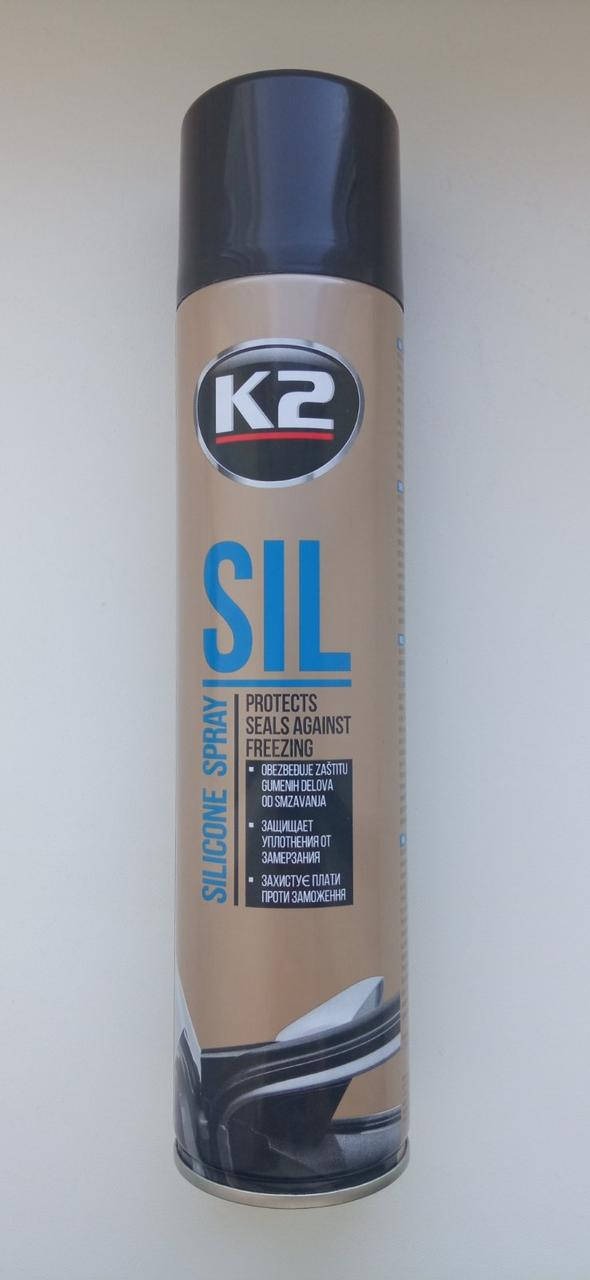 K2
SIL
SILICONE SPRAY
PROTECTS
SEALS AGAINST
FREEZING
▪ OBEZBEĐUJE ZAŠTITU
GUMENIH DELOVA
OD SMZAVANJA
▪ ЗАЩИЩАЕТ
УПЛОТНЕНИЯ ОТ
ЗАМЕРЗАНИЯ
▪ ЗАХИСТУЄ ПЛАТИ
ПРОТИ ЗАМОЖЕННЯ